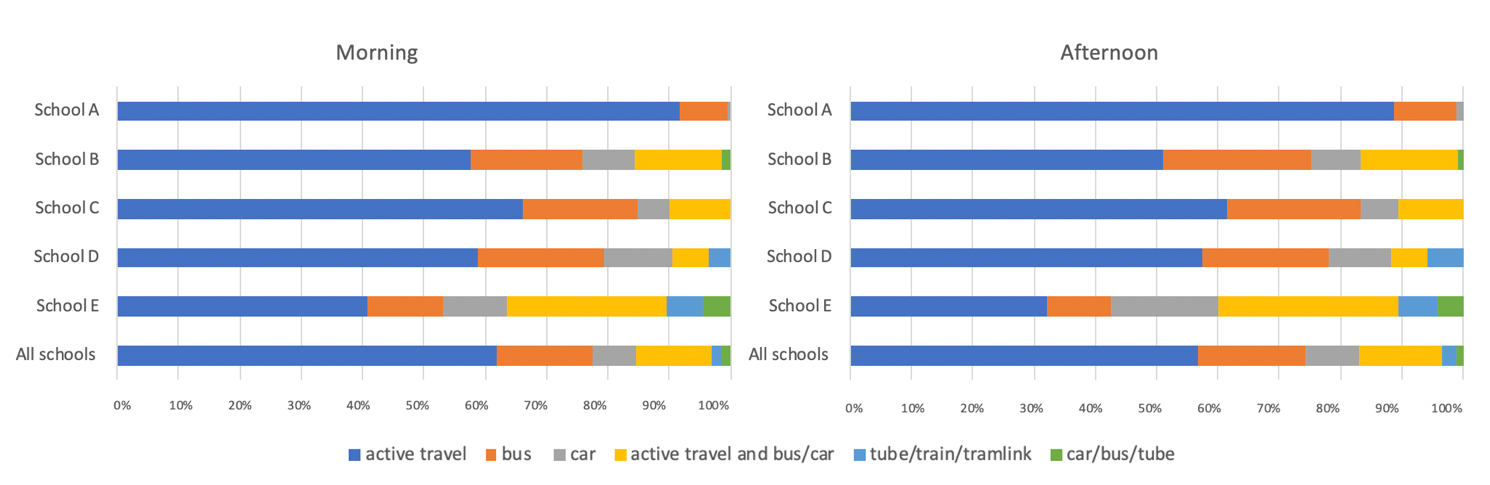 Morning
School A
School B
School C
School D
School E
All schools
0% 10% 20% 30% 40% 50% 60% 70% 80% 90% 100%
Afternoon
School A
School B
School C
School D
School E
All schools
0% 10% 20% 30% 40% 50% 60% 70% 80% 90% 100%
active travel bus car active travel and bus/car tube/train/tramlink car/bus/tube